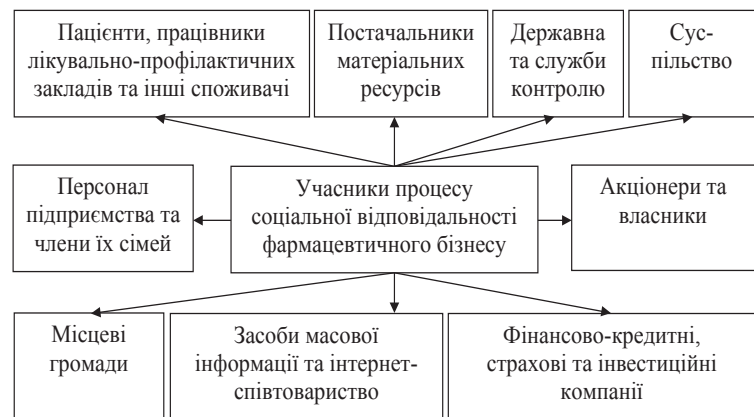 Пацієнти, працівники
лікувально-профілактичних
закладів та інші споживачі
Постачальники
матеріальних
ресурсів
Державна
та служби
контролю
Сус-
пільство
Персонал
підприємства та
члени їх сімей
Учасники процесу
соціальної відповідальності
фармацевтичного бізнесу
Акціонери та
власники
Місцеві
громади
Засоби масової
інформації та інтернет-
співтовариство
Фінансово-кредитні,
страхові та інвестиційні
компанії